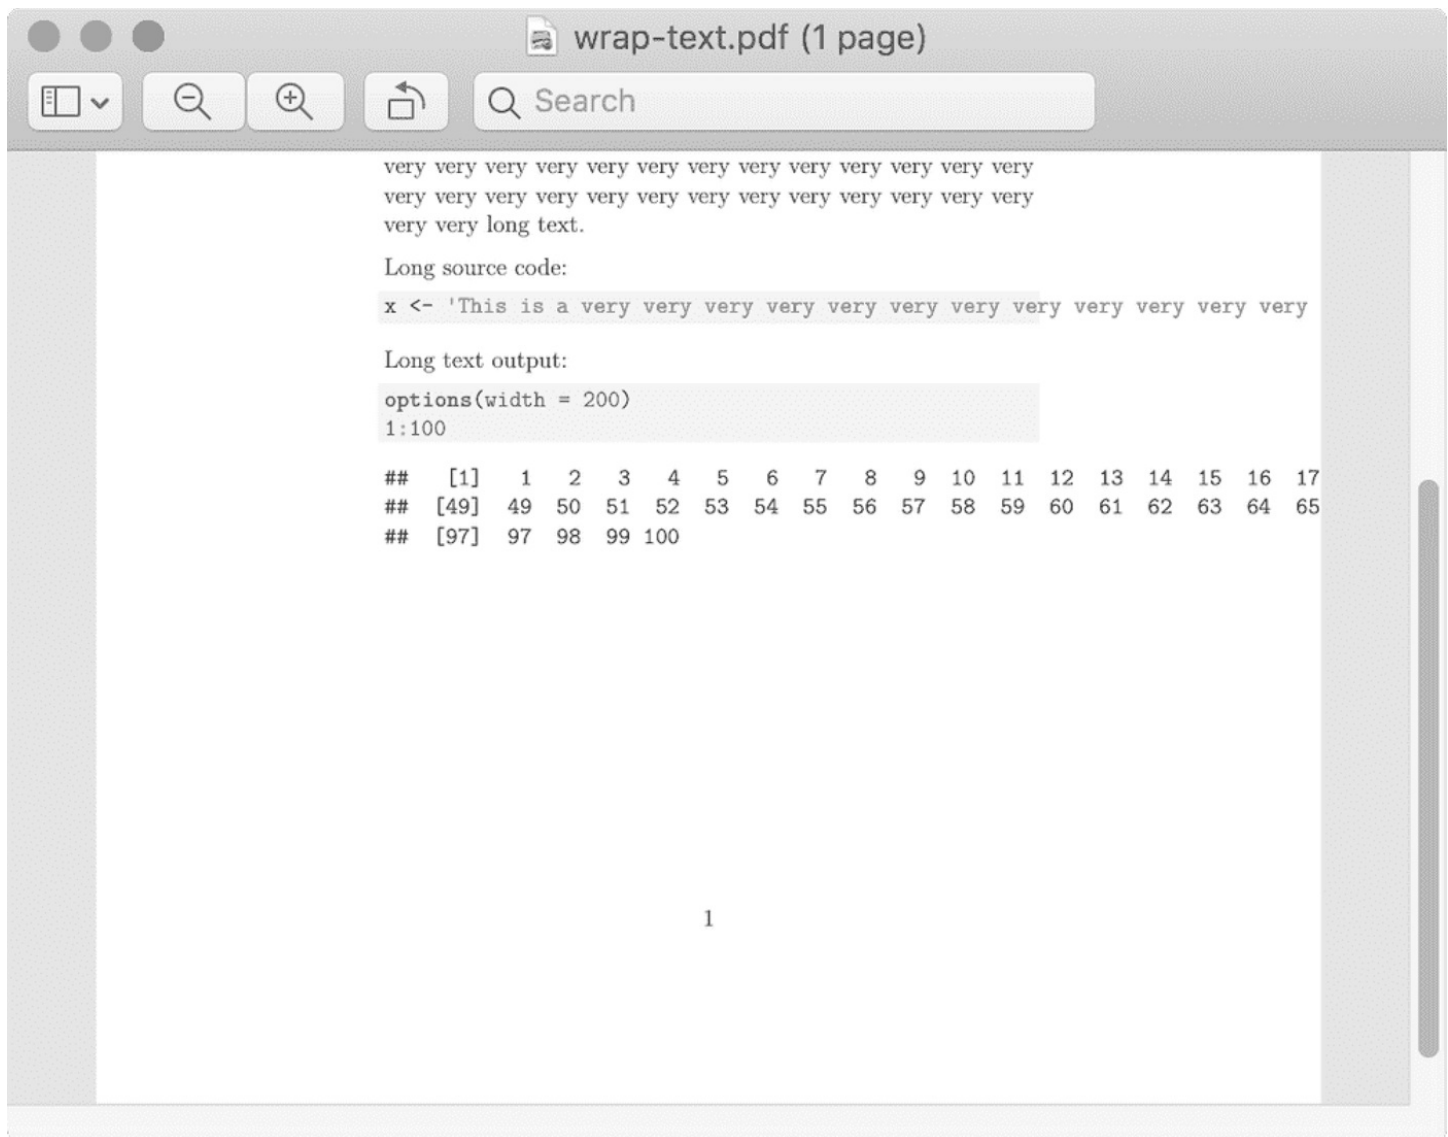 wrap-text.pdf (1 page)
Search
very very very very very very very very very very very very very
very very very very very very very very very very very very very
very very long text.
Long source code:
x <- 'This is a very very very very very very very very very very very very
Long text output:
options(width = 200)
1:100
## [1] 1 2 3 4 5 6 7 8 9 10 11 12 13 14 15 16 17
## [49] 49 50 51 52 53 54 55 56 57 58 59 60 61 62 63 64 65
## [97] 97 98 99 100
1